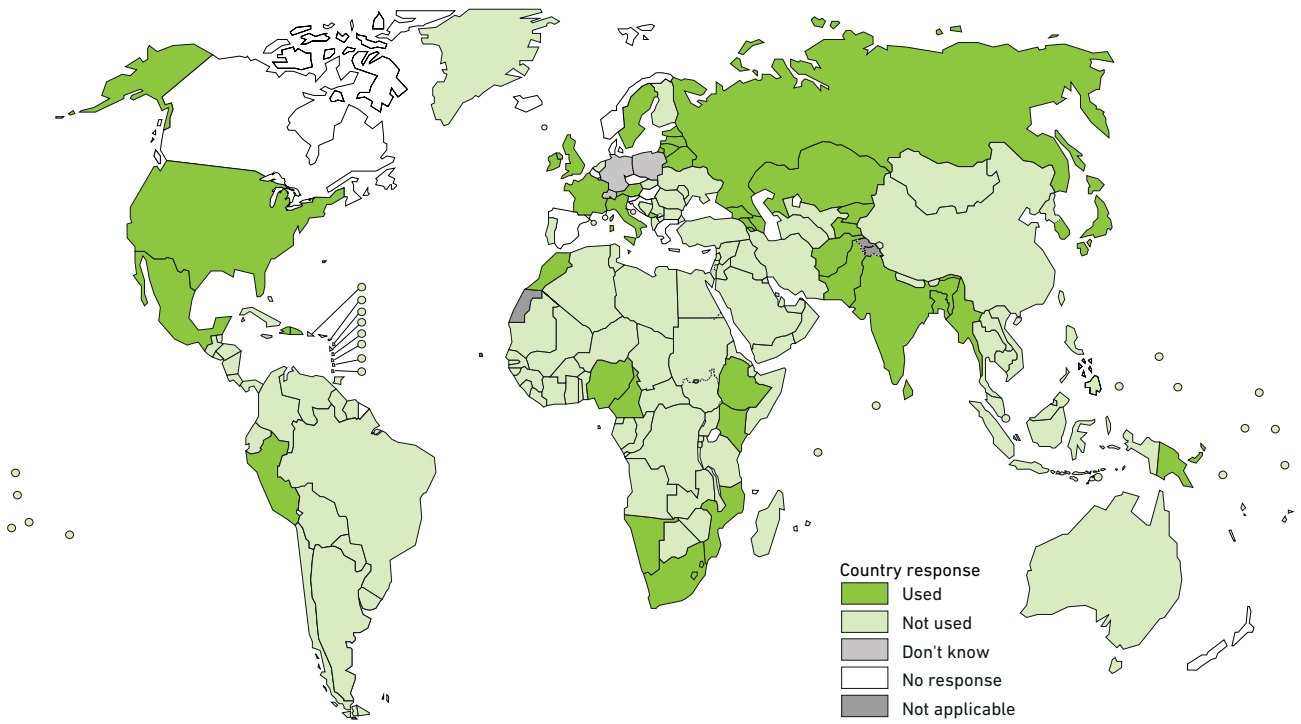 Country response
Used
Not used
Don't know
No response
Not applicable